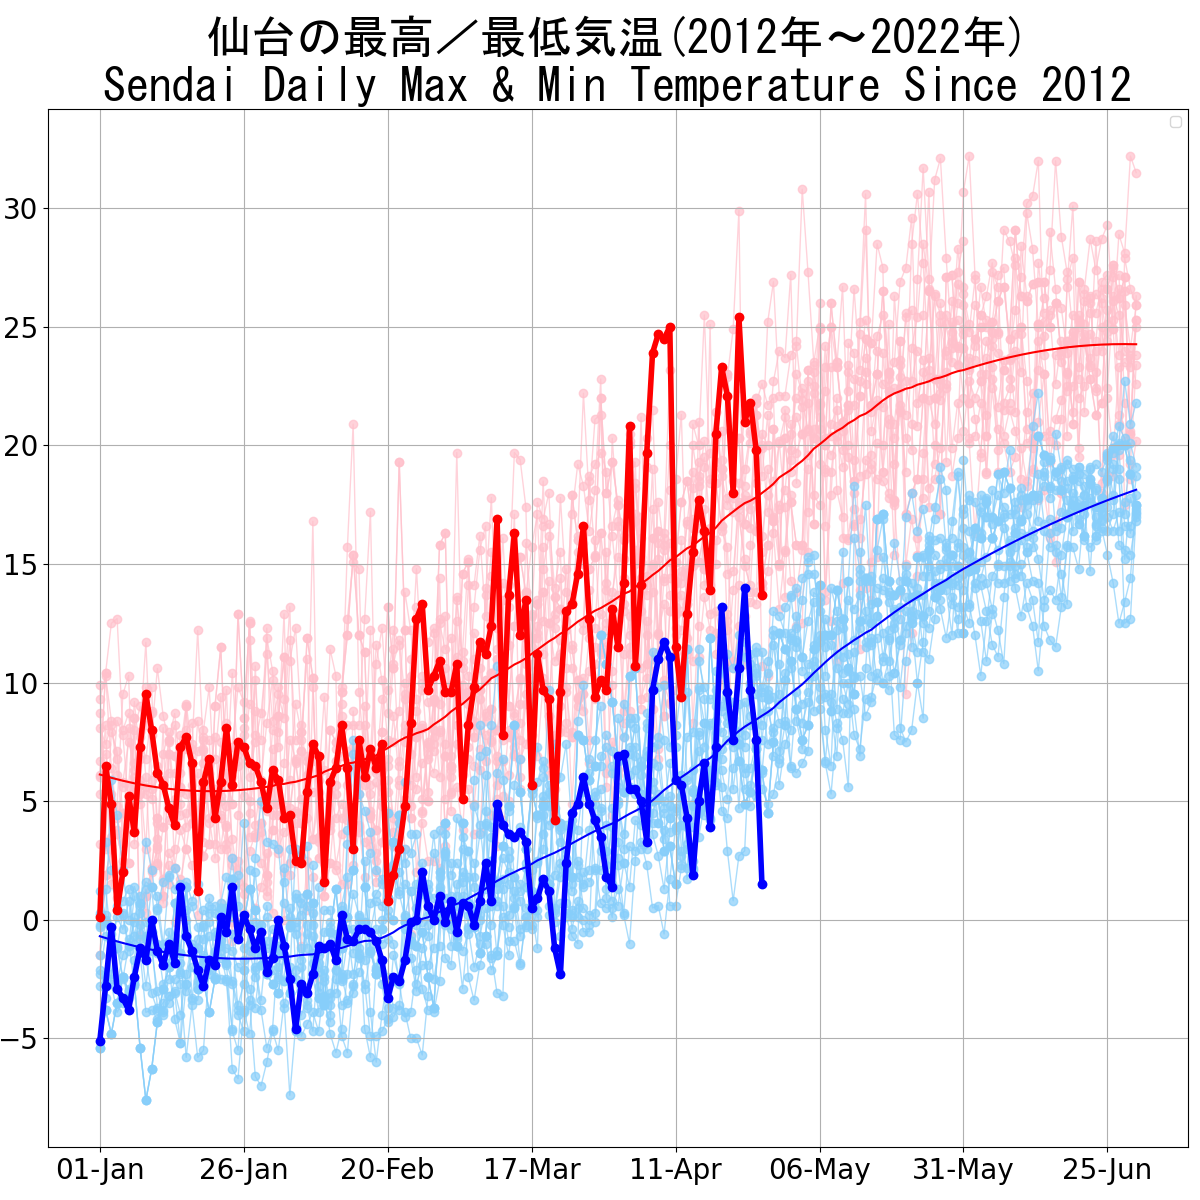 仙台の最高／最低気温(2012年～2022年)
Sendai Daily Max & Min Temperature Since 2012
30
25
20
15
10
5
0
−5
01-Jan 26-Jan 20-Feb 17-Mar 11-Apr 06-May 31-May 25-Jun